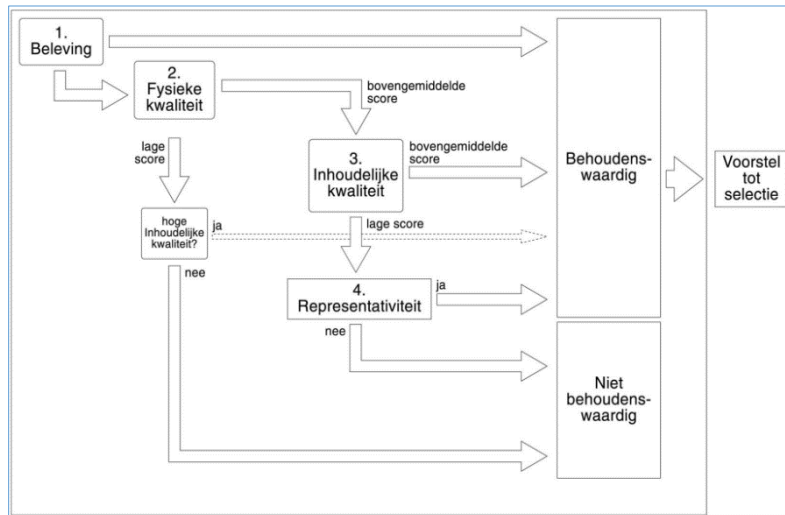 1.
Beleving
2.
Fysieke
kwaliteit
bovengemiddelde
score
lage
score
3.
Inhoudelijke
kwaliteit
bovengemiddelde
score
Behoudens-
waardig
Voorstel
tot
selectie
hoge
Inhoudelijke
kwaliteit?
ja
lage score
nee
4.
Representativiteit
ja
nee
Niet
behoudens-
waardig